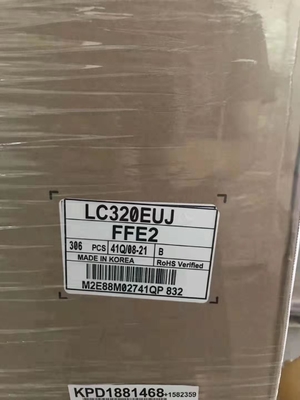 LC320EUJ
FFE2
306 PCS 41Q/08-21 B
MADE IN KOREA RoHS Verified
M2E88M02741QP 832
KPD1881468+1582359